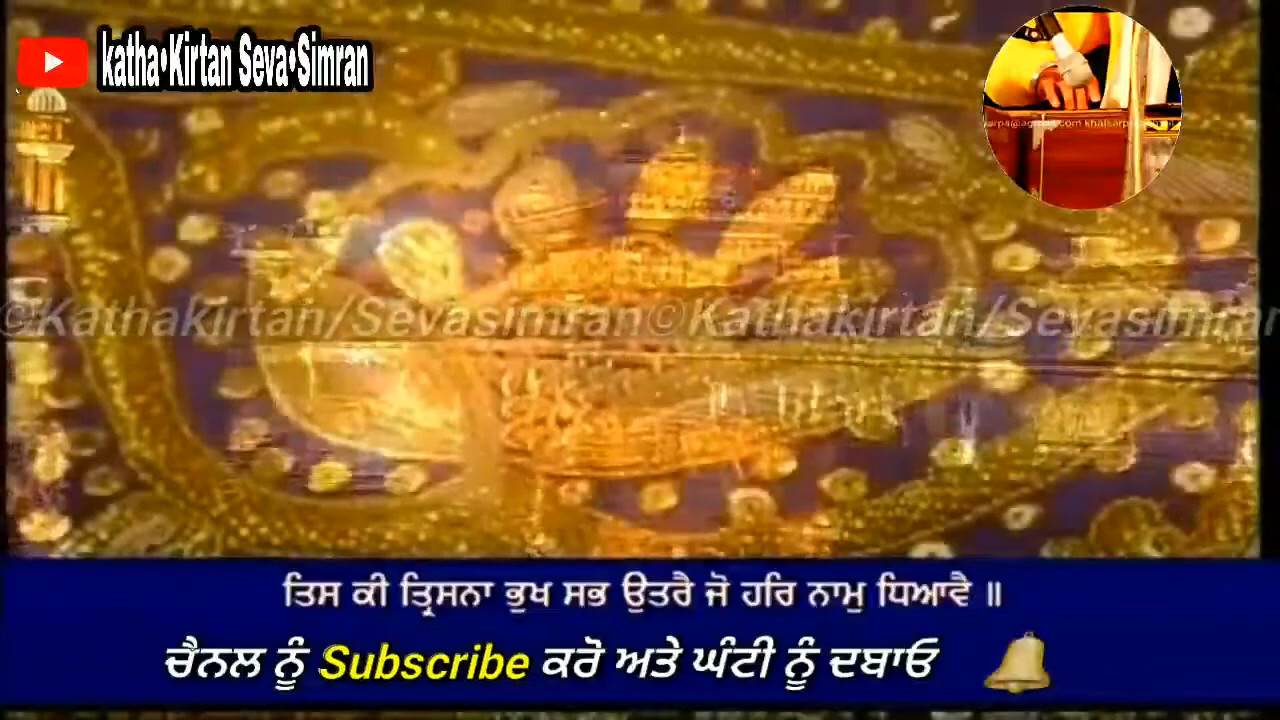 katha•Kirtan Seva•Simran
©Kathakirtan/Sevasimran©Kathakirtan/Sevasimran
ਤਿਸ ਕੀ ਤ੍ਰਿਸਨਾ ਭੁਖ ਸਭ ਉਤਰੈ ਜੋ ਹਰਿ ਨਾਮੁ ਧਿਆਵੈ ॥
ਚੈਨਲ ਨੂੰ Subscribe ਕਰੋ ਅਤੇ ਘੰਟੀ ਨੂੰ ਦਬਾਓ